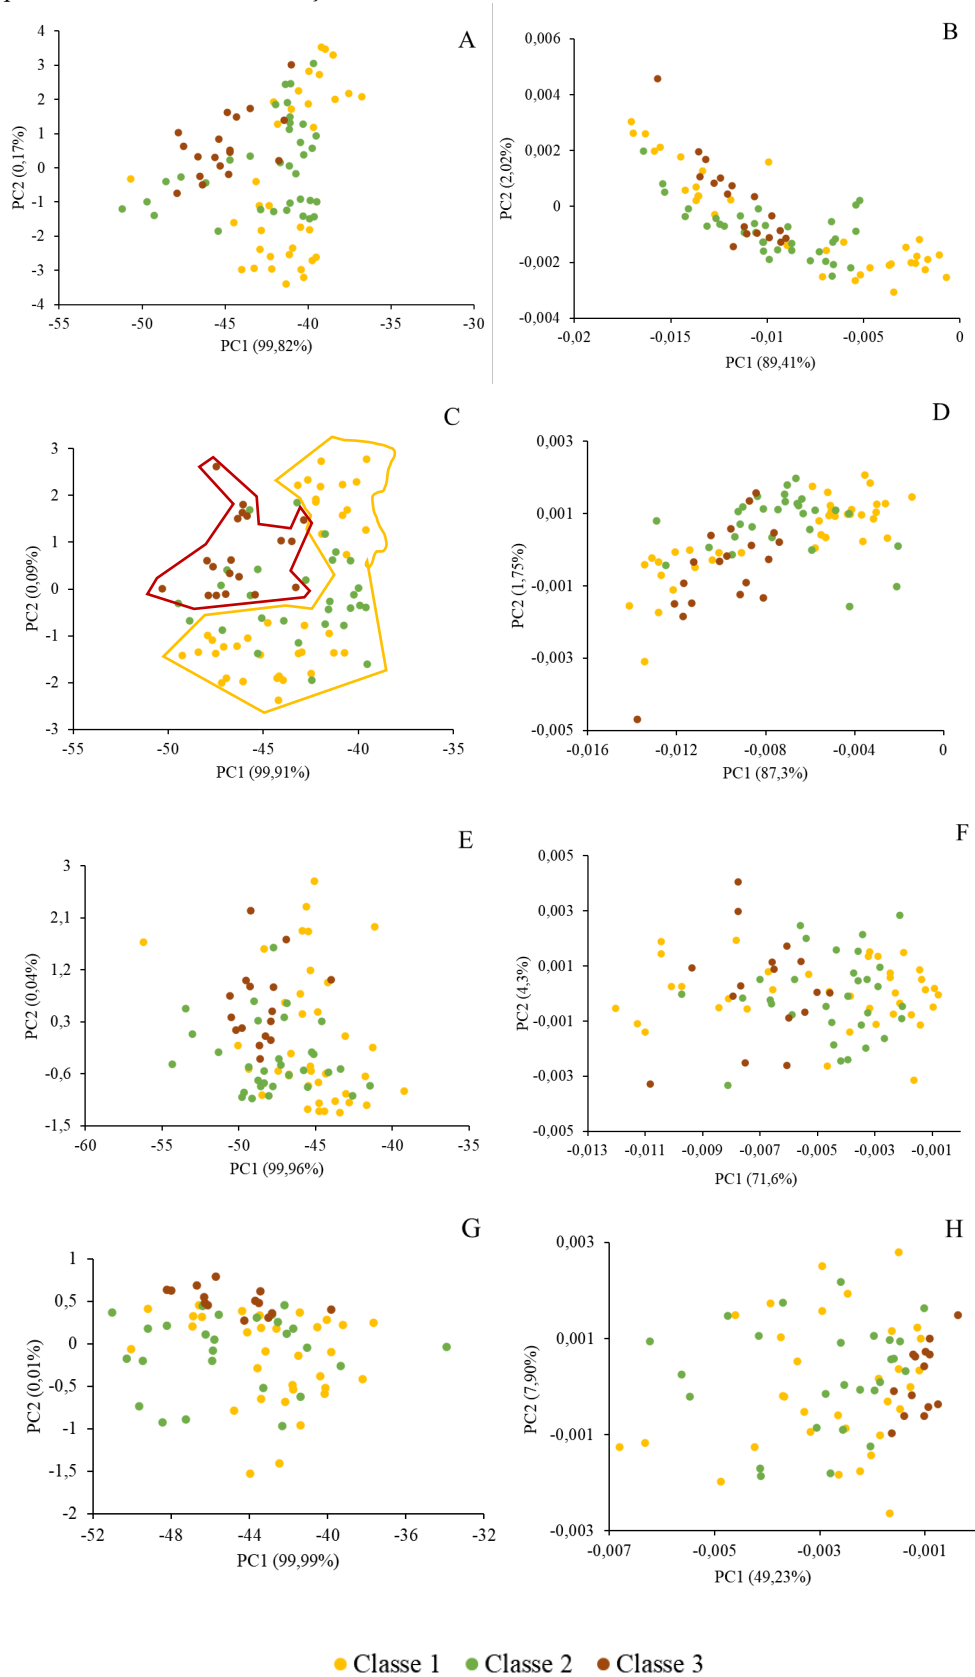 A
4
3
2
1
0
-1
-2
-3
-4
PC2 (0,17%)
-55 -50 -45 -40 -35 -30
PC1 (99,82%)
B
0,006
0,004
0,002
0
-0,002
-0,004
PC2 (2,02%)
-0,02 -0,015 -0,01 -0,005 0
PC1 (89,41%)
C
3
2
1
0
-1
-2
-3
PC2 (0,09%)
-55 -50 -45 -40 -35
PC1 (99,91%)
D
0,003
0,001
-0,001
-0,003
-0,005
PC2 (1,75%)
-0,016 -0,012 -0,008 -0,004 0
PC1 (87,3%)
E
3
2,1
1,2
0,3
-0,6
-1,5
PC2 (0,04%)
-60 -55 -50 -45 -40 -35
PC1 (99,96%)
F
0,005
0,003
0,001
-0,001
-0,003
-0,005
PC2 (4,3%)
-0,013 -0,011 -0,009 -0,007 -0,005 -0,003 -0,001
PC1 (71,6%)
G
1
0,5
0
-0,5
-1
-1,5
-2
PC2 (0,01%)
-52 -48 -44 -40 -36 -32
PC1 (99,99%)
H
0,003
0,001
-0,001
-0,003
PC2 (7,90%)
-0,007 -0,005 -0,003 -0,001
PC1 (49,23%)
Classe 1 Classe 2 Classe 3